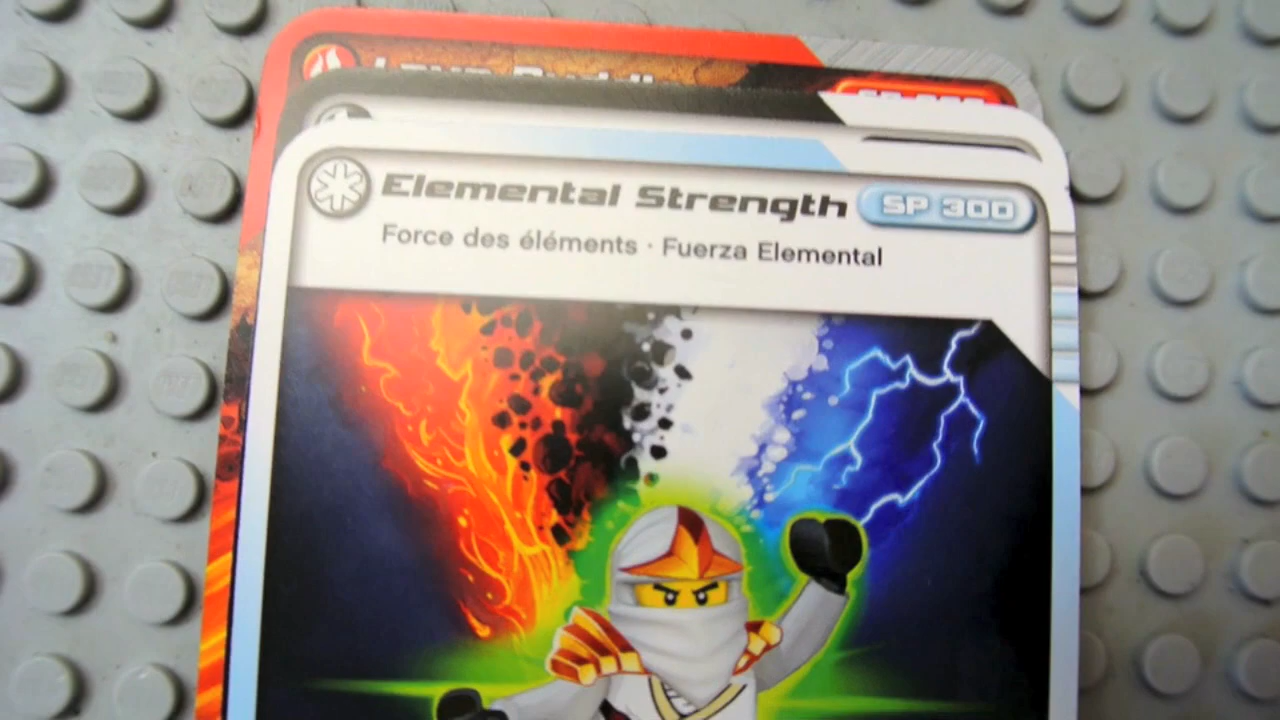 Elemental Strength SP 300
Force des éléments · Fuerza Elemental